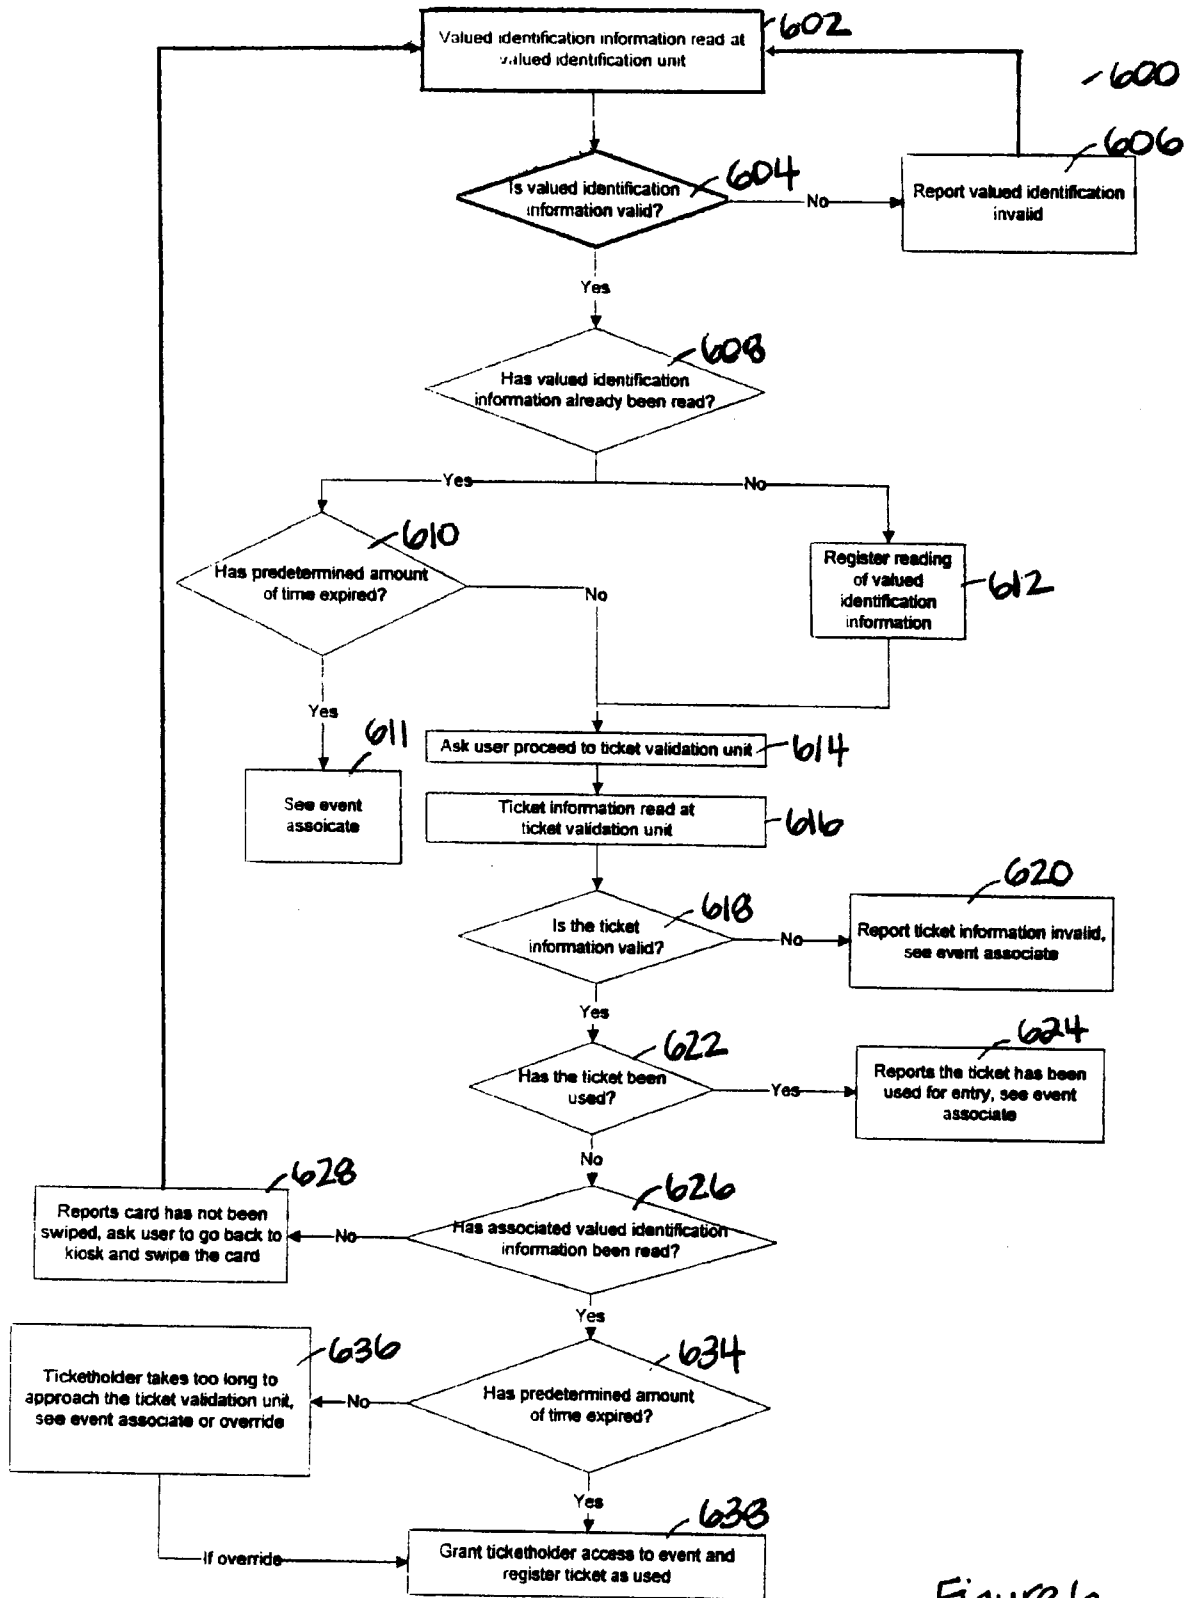 602
Valued identification information read at
valued identification unit
600
606
604
Is valued identification
information valid?
No
Report valued identification
invalid
Yes
608
Has valued identification
information already been read?
Yes
No
610
Has predetermined amount
of time expired?
No
Register reading
of valued
identification
information
612
Yes
611
Ask user proceed to ticket validation unit
614
See event
assoicate
Ticket information read at
ticket validation unit
616
620
618
Is the ticket
information valid?
No
Report ticket information invalid,
see event associate
Yes
624
622
Has the ticket been
used?
Yes
Reports the ticket has been
used for entry, see event
associate
No
628
626
Reports card has not been
swiped, ask user to go back to
kiosk and swipe the card
No
Has associated valued identification
information been read?
Yes
636
634
Ticketholder takes too long to
approach the ticket validation unit,
see event associate or override
No
Has predetermined amount
of time expired?
Yes
638
If override
Grant ticketholder access to event and
register ticket as used
Figure 6